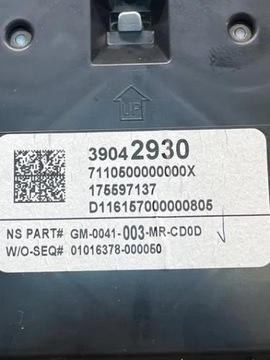 UP
39042930
7110500000000X
175597137
D116157000000805
NS PART# GM-0041-003-MR-CD0D
W/O-SEQ# 01016378-000050